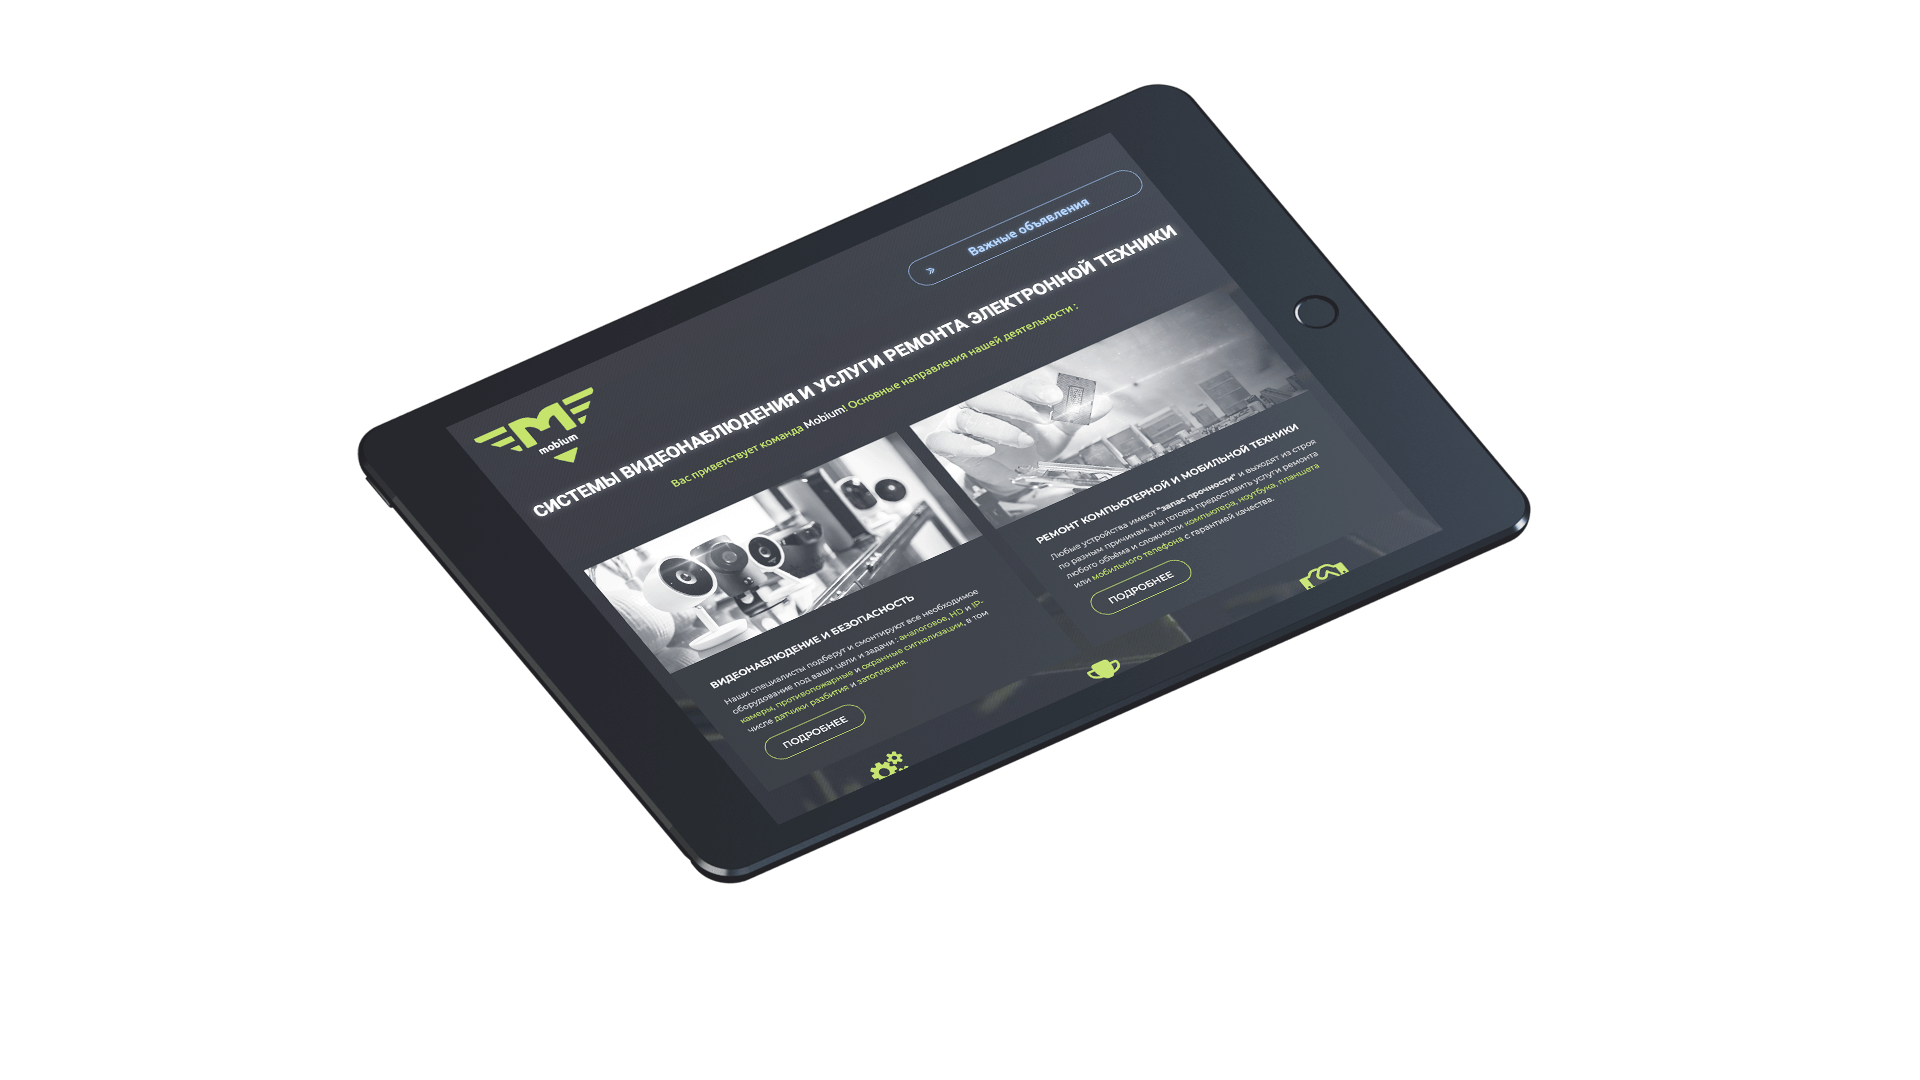 » Важные объявления
M
mobium
СИСТЕМЫ ВИДЕОНАБЛЮДЕНИЯ И УСЛУГИ РЕМОНТА ЭЛЕКТРОННОЙ ТЕХНИКИ
Вас приветствует команда Mobium! Основные направления нашей деятельности :
ВИДЕОНАБЛЮДЕНИЕ И БЕЗОПАСНОСТЬ
Наши специалисты подберут и смонтируют все необходимое
оборудование под ваши цели и задачи : аналоговое, HD и IP-
камеры, противопожарные и охранные сигнализации, в том
числе датчики разбития и затопления.
ПОДРОБНЕЕ
РЕМОНТ КОМПЬЮТЕРНОЙ И МОБИЛЬНОЙ ТЕХНИКИ
Любые устройства имеют "запас прочности" и выходят из строя
по разным причинам. Мы готовы предоставить услуги ремонта
любого объёма и сложности компьютера, ноутбука, планшета
или мобильного телефона с гарантией качества.
ПОДРОБНЕЕ